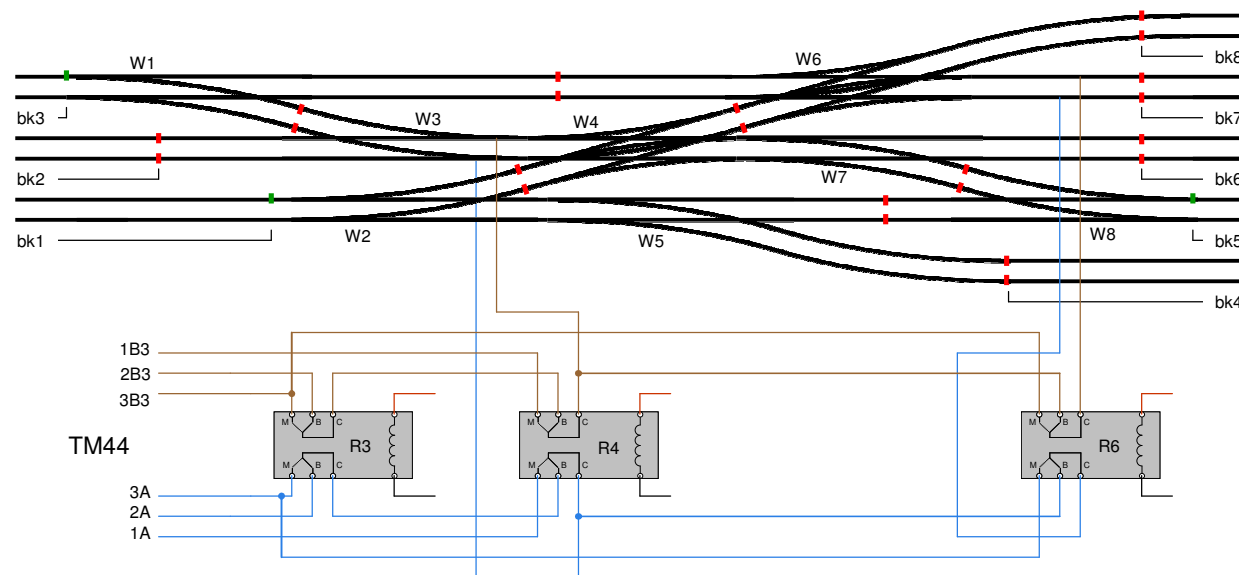 bk8
W1
W6
bk3
W3
W4
bk7
bk2
W7
bk6
bk1
W2
W5
W8
bk5
bk4
1B3
2B3
3B3
M B C
R3
M B C
M B C
R4
M B C
M B C
R6
M B C
TM44
3A
2A
1A